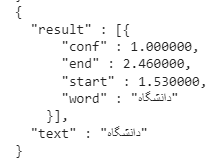 {
"result" : [{
"conf" : 1.000000,
"end" : 2.460000,
"start" : 1.530000,
"word" : "دانشگاه"
}],
"text" : "دانشگاه"
}